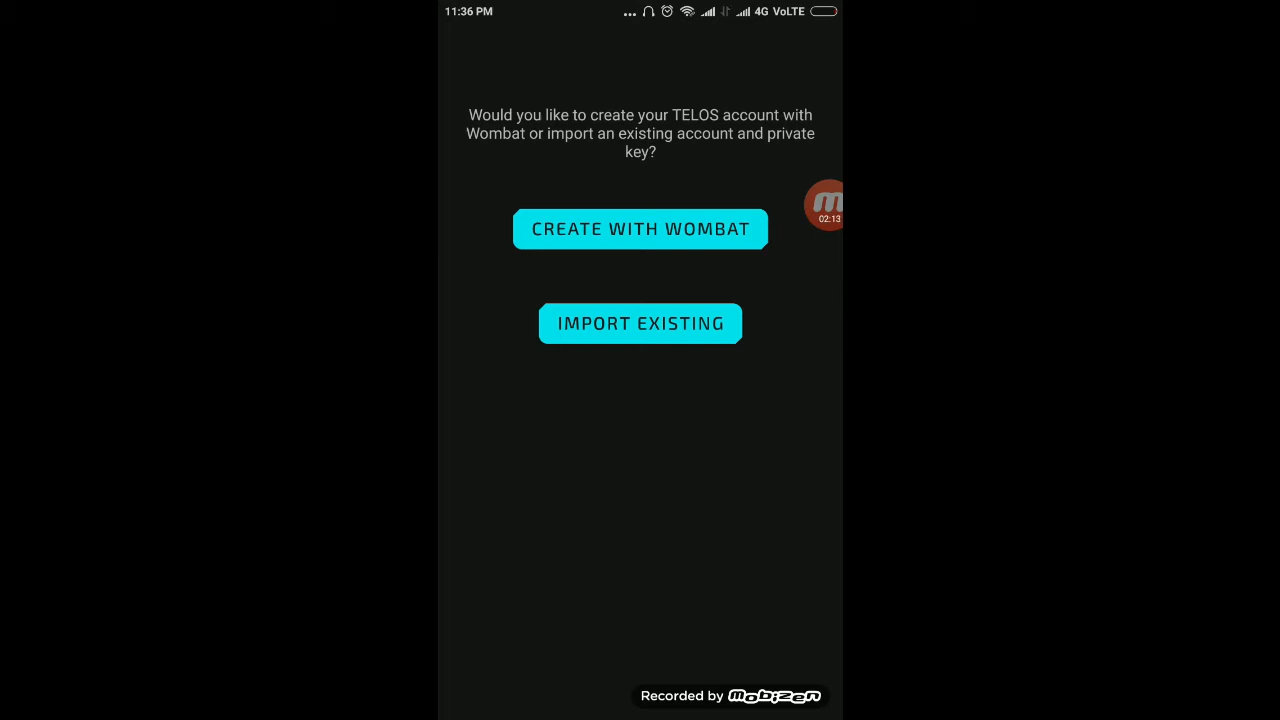 11:36 PM
4G VoLTE
Would you like to create your TELOS account with
Wombat or import an existing account and private
key?
CREATE WITH WOMBAT
02:13
IMPORT EXISTING
Recorded by mobizen